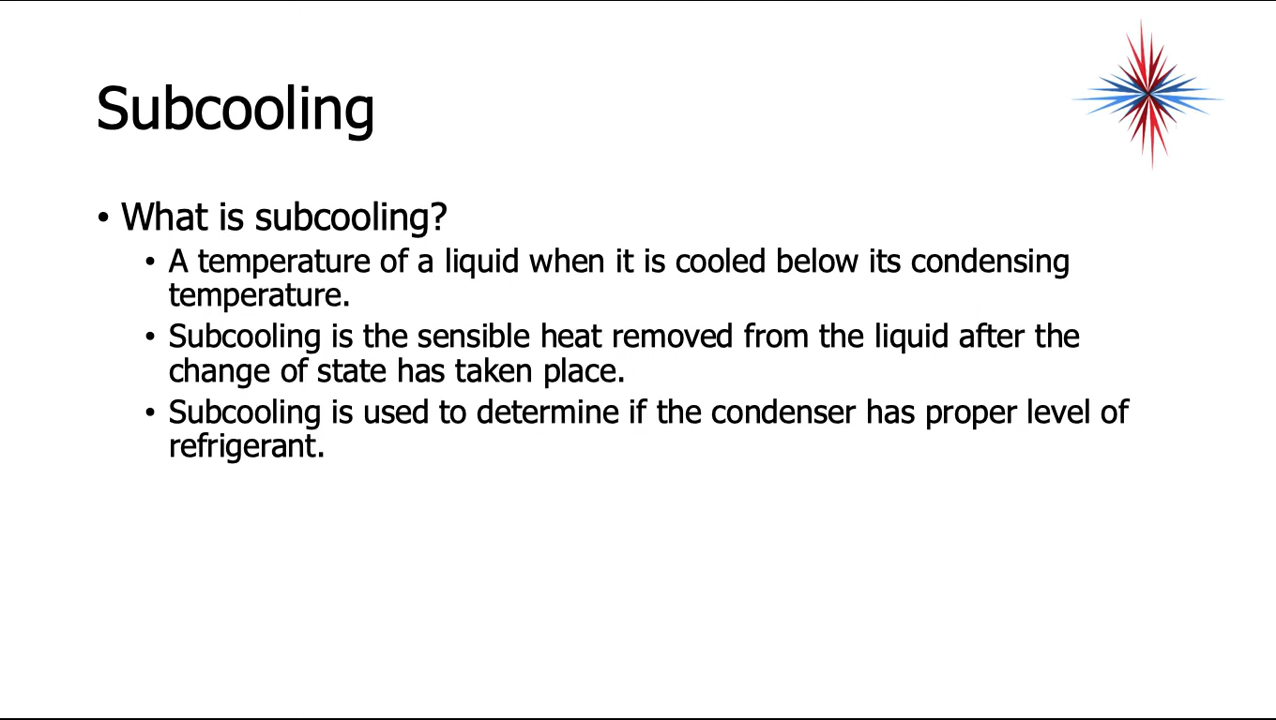 Subcooling
• What is subcooling?
• A temperature of a liquid when it is cooled below its condensing
temperature.
• Subcooling is the sensible heat removed from the liquid after the
change of state has taken place.
• Subcooling is used to determine if the condenser has proper level of
refrigerant.